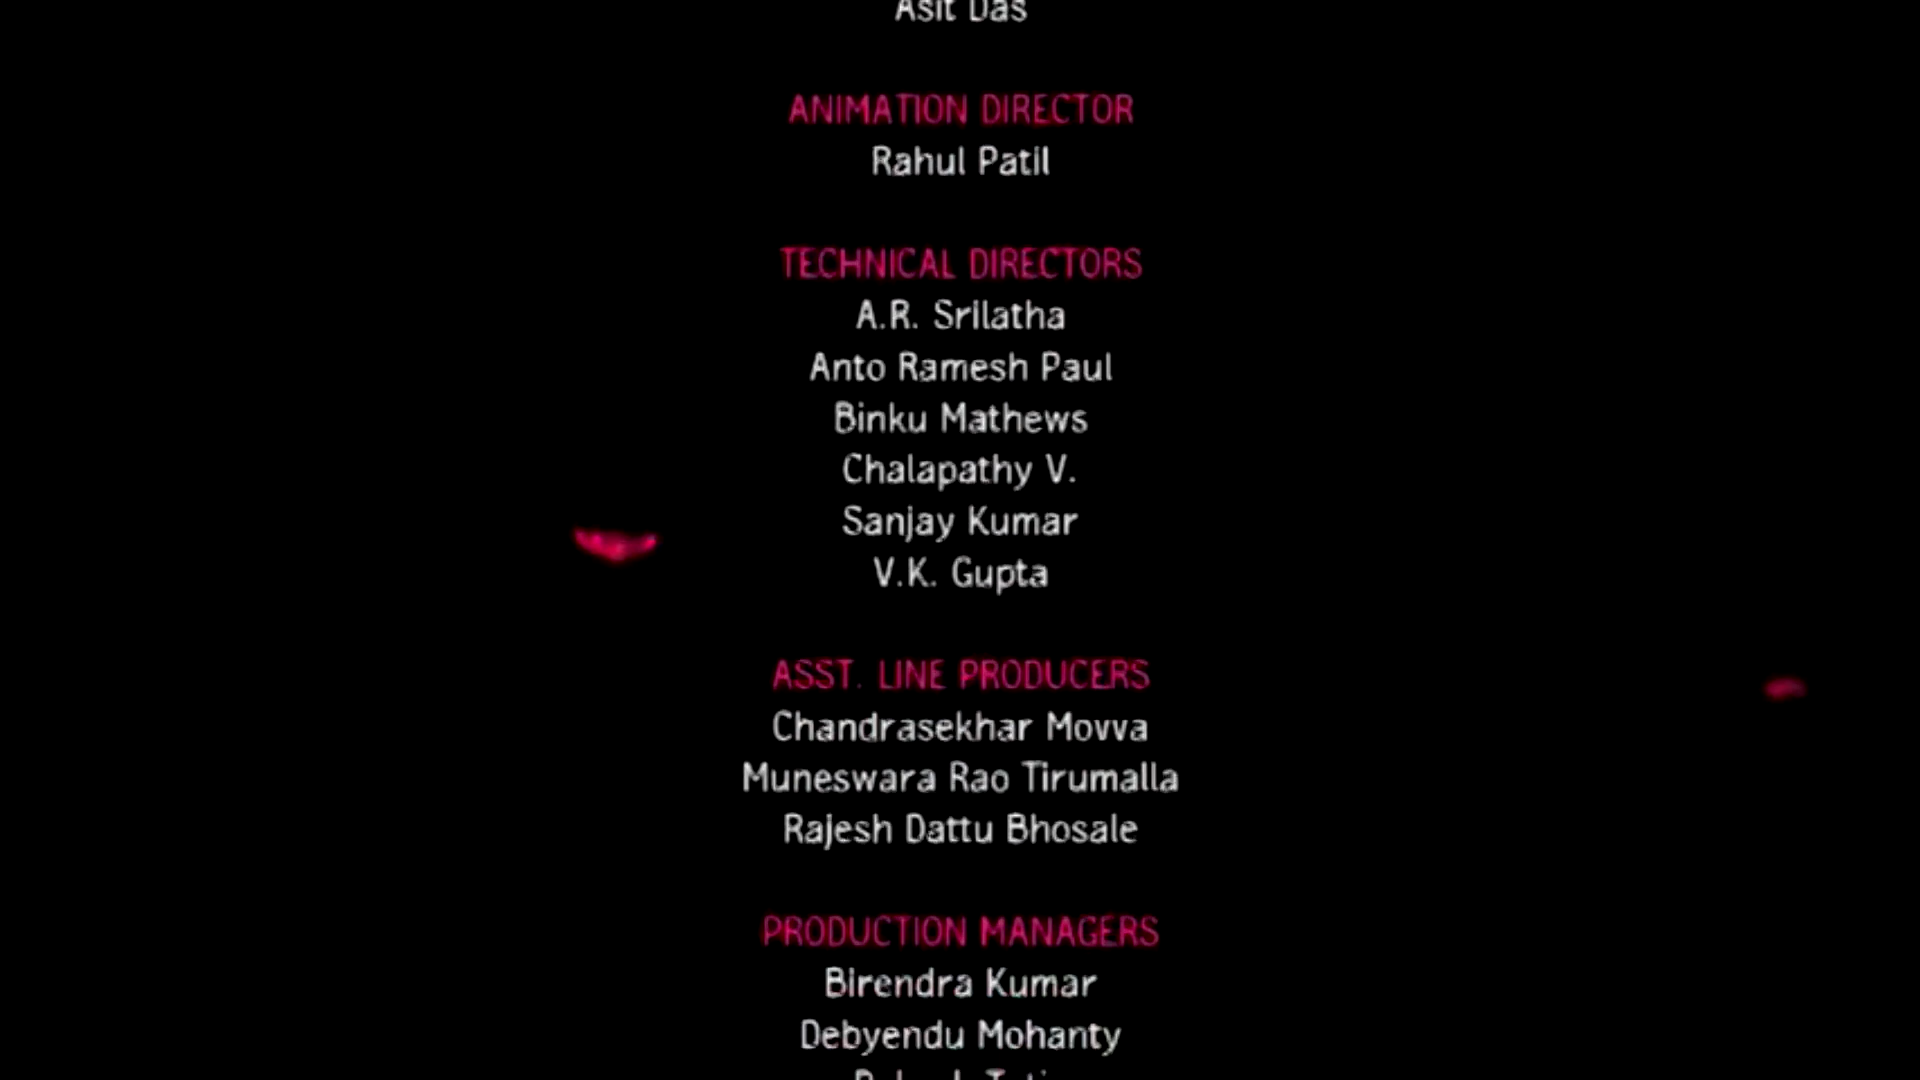 Asit Das
ANIMATION DIRECTOR
Rahul Patil
TECHNICAL DIRECTORS
A.R. Srilatha
Anto Ramesh Paul
Binku Mathews
Chalapathy V.
Sanjay Kumar
V.K. Gupta
ASST. LINE PRODUCERS
Chandrasekhar Movva
Muneswara Rao Tirumalla
Rajesh Dattu Bhosale
PRODUCTION MANAGERS
Birendra Kumar
Debyendu Mohanty